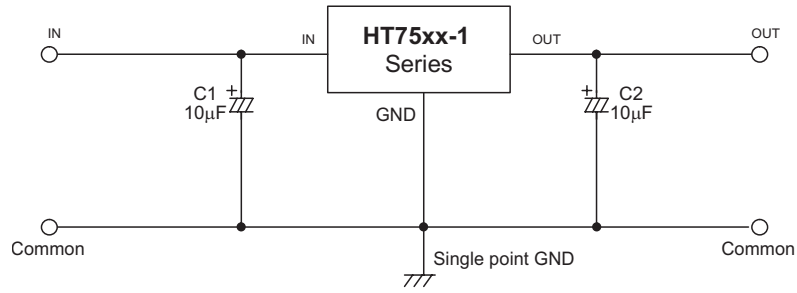 IN
IN
HT75xx-1
Series
OUT
OUT
C1 +
10μF
GND
+ C2
10μF
Common
Single point GND
Common